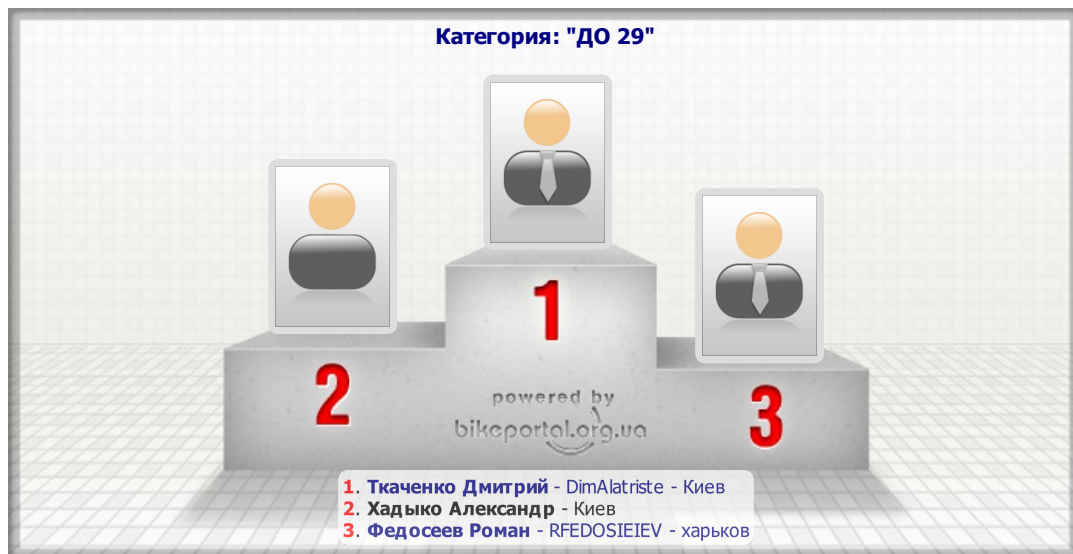 Категория: "ДО 29"
1
2
3
powered by
bikeportal.org.ua
1. Ткаченко Дмитрий - DimAlatriste - Киев
2. Хадыко Александр - Киев
3. Федосеев Роман - RFEDOSIEIEV - харьков